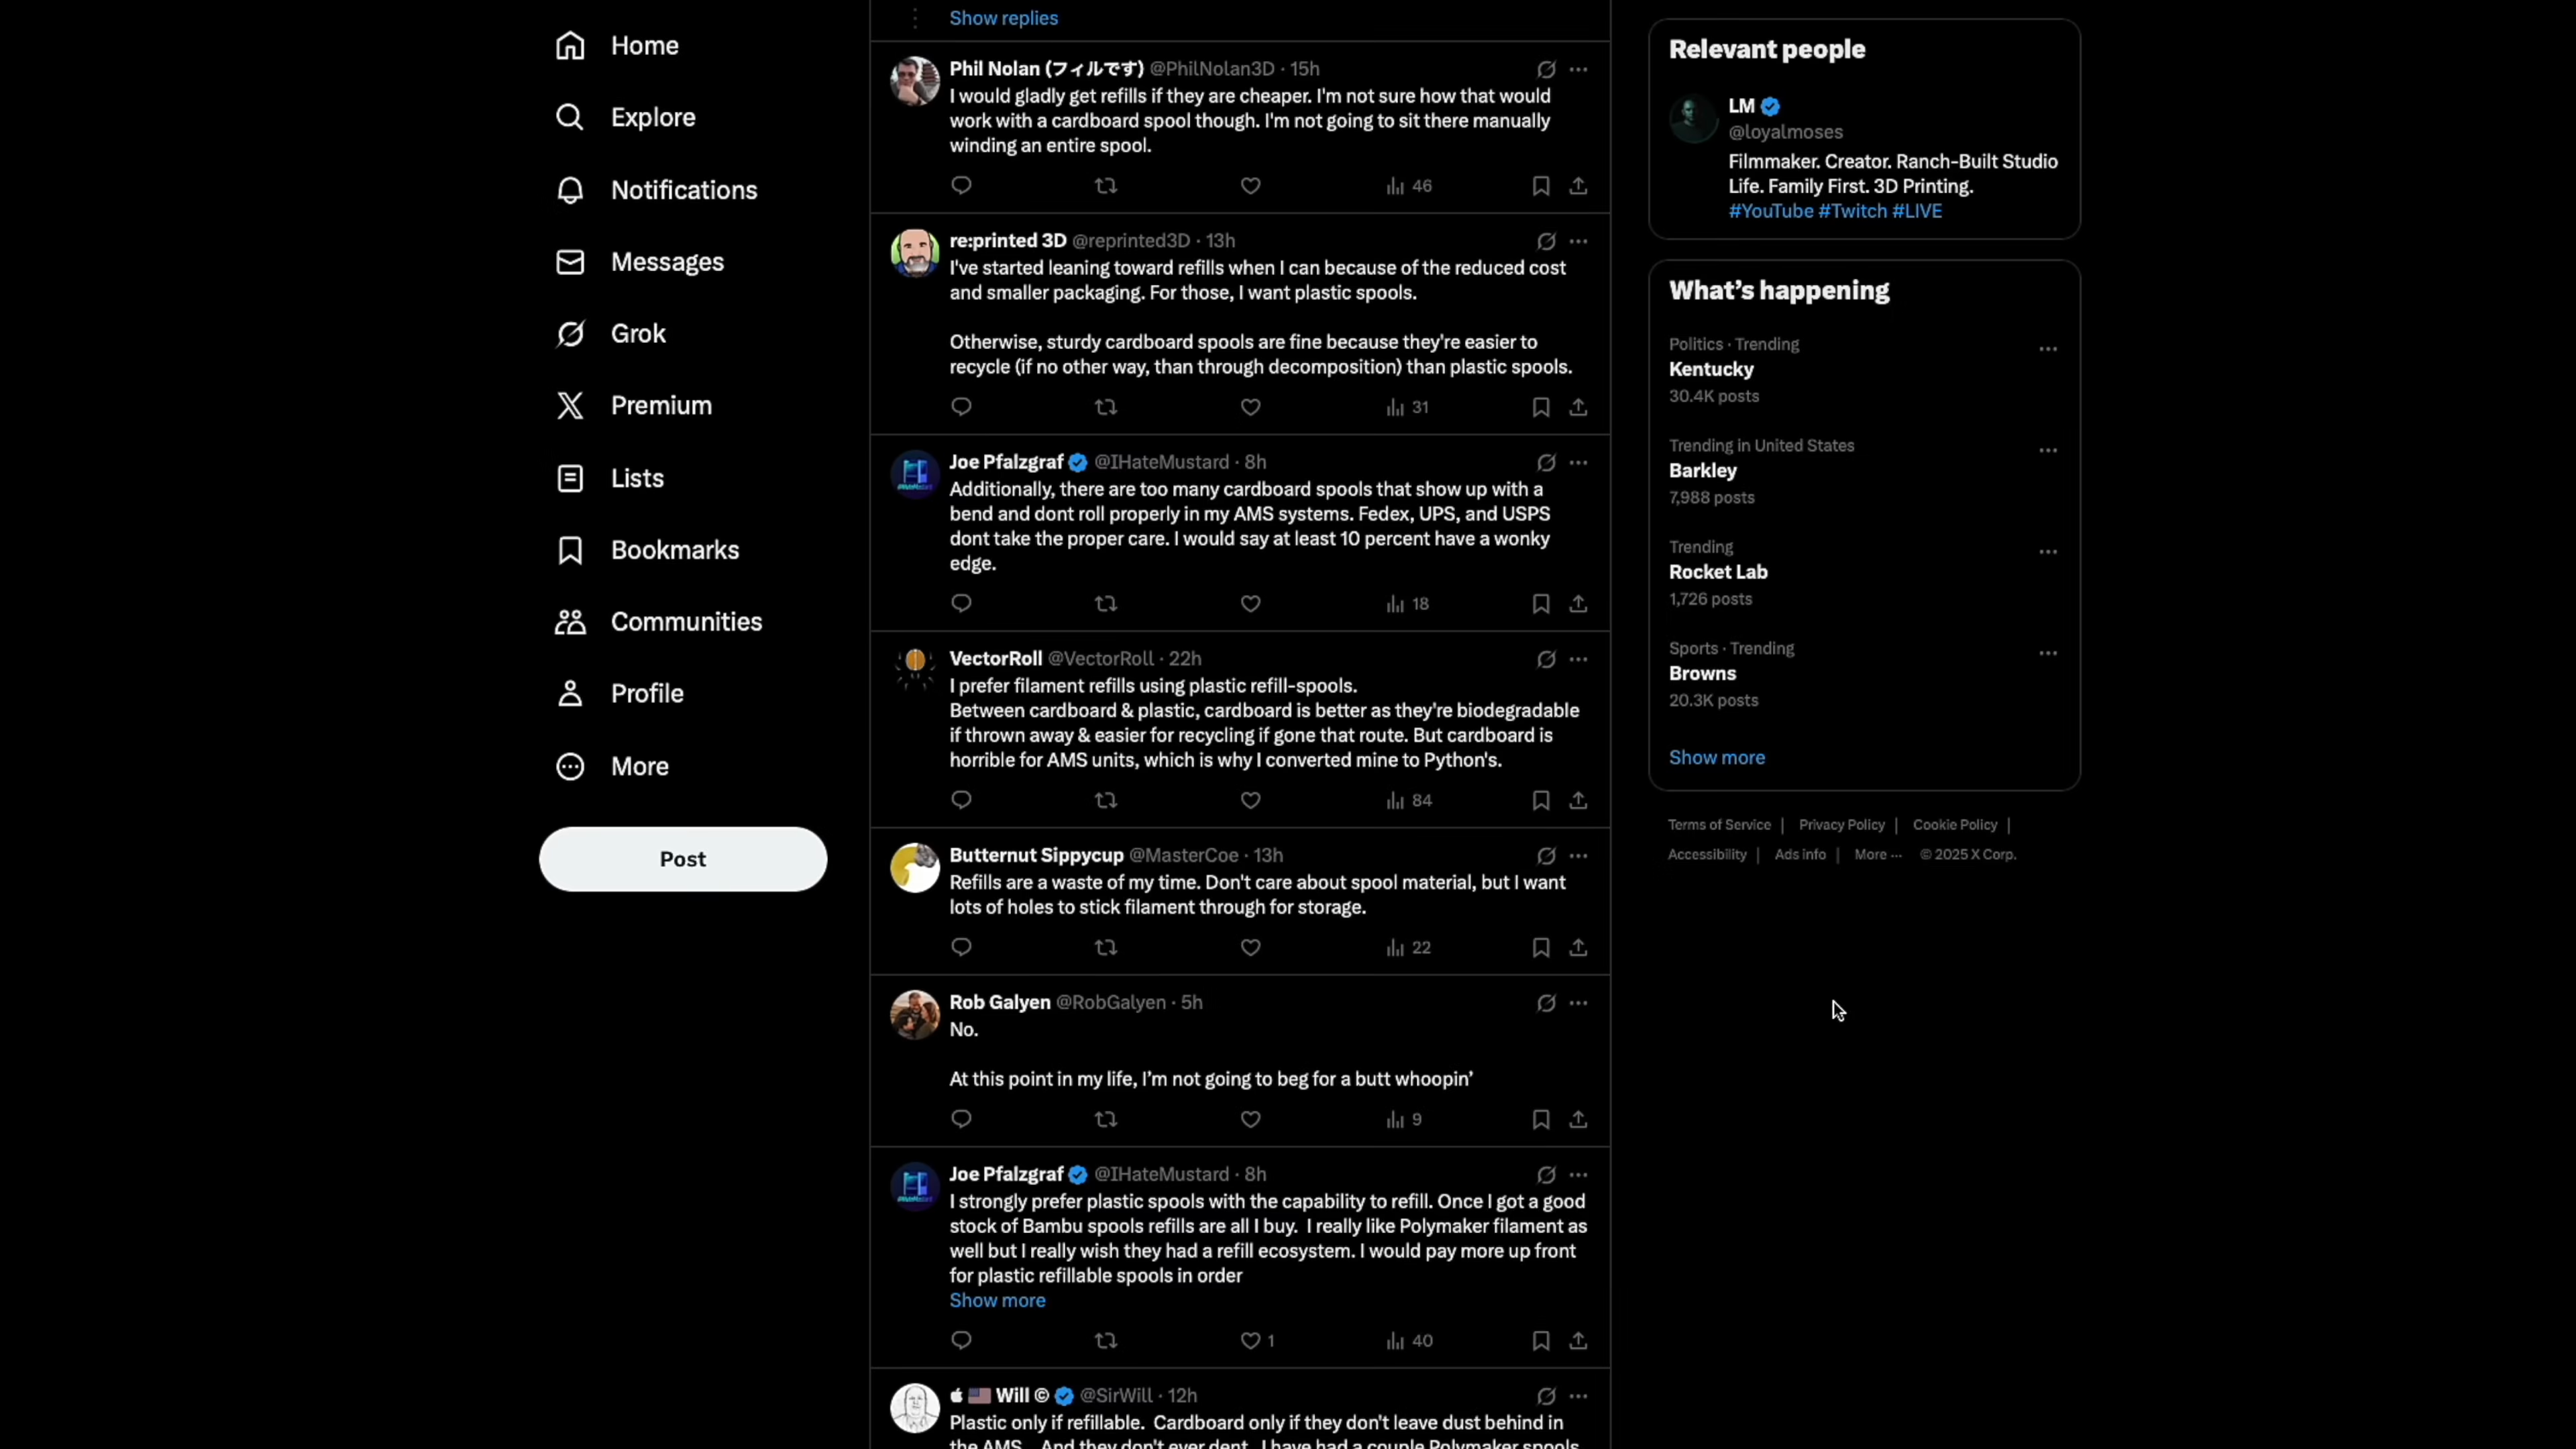 Home
Explore
Notifications
Messages
Grok
Premium
Lists
Bookmarks
Communities
Profile
More
Post
Show replies
Phil Nolan (フィルです) @PhilNolan3D · 15h
I would gladly get refills if they are cheaper. I'm not sure how that would
work with a cardboard spool though. I'm not going to sit there manually
winding an entire spool.
46
re:printed 3D @reprinted3D · 13h
I've started leaning toward refills when I can because of the reduced cost
and smaller packaging. For those, I want plastic spools.
Otherwise, sturdy cardboard spools are fine because they're easier to
recycle (if no other way, than through decomposition) than plastic spools.
31
Joe Pfalzgraf @IHateMustard · 8h
Additionally, there are too many cardboard spools that show up with a
bend and dont roll properly in my AMS systems. Fedex, UPS, and USPS
dont take the proper care. I would say at least 10 percent have a wonky
edge.
18
VectorRoll @VectorRoll · 22h
I prefer filament refills using plastic refill-spools.
Between cardboard & plastic, cardboard is better as they're biodegradable
if thrown away & easier for recycling if gone that route. But cardboard is
horrible for AMS units, which is why I converted mine to Python's.
84
Butternut Sippycup @MasterCoe · 13h
Refills are a waste of my time. Don't care about spool material, but I want
lots of holes to stick filament through for storage.
22
Rob Galyen @RobGalyen · 5h
No.
At this point in my life, I'm not going to beg for a butt whoopin'
9
Joe Pfalzgraf @IHateMustard · 8h
I strongly prefer plastic spools with the capability to refill. Once I got a good
stock of Bambu spools refills are all I buy. I really like Polymaker filament as
well but I really wish they had a refill ecosystem. I would pay more up front
for plastic refillable spools in order
Show more
1 40
Will © @SirWill · 12h
Plastic only if refillable. Cardboard only if they don't leave dust behind in
the AMS. And they don't ever dent. I have had a couple Polymaker spools
Relevant people
LM
@loyalmoses
Filmmaker. Creator. Ranch-Built Studio
Life. Family First. 3D Printing.
#YouTube #Twitch #LIVE
What's happening
Politics · Trending
Kentucky
30.4K posts
Trending in United States
Barkley
7,988 posts
Trending
Rocket Lab
1,726 posts
Sports · Trending
Browns
20.3K posts
Show more
Terms of Service | Privacy Policy | Cookie Policy |
Accessibility | Ads info | More ··· © 2025 X Corp.